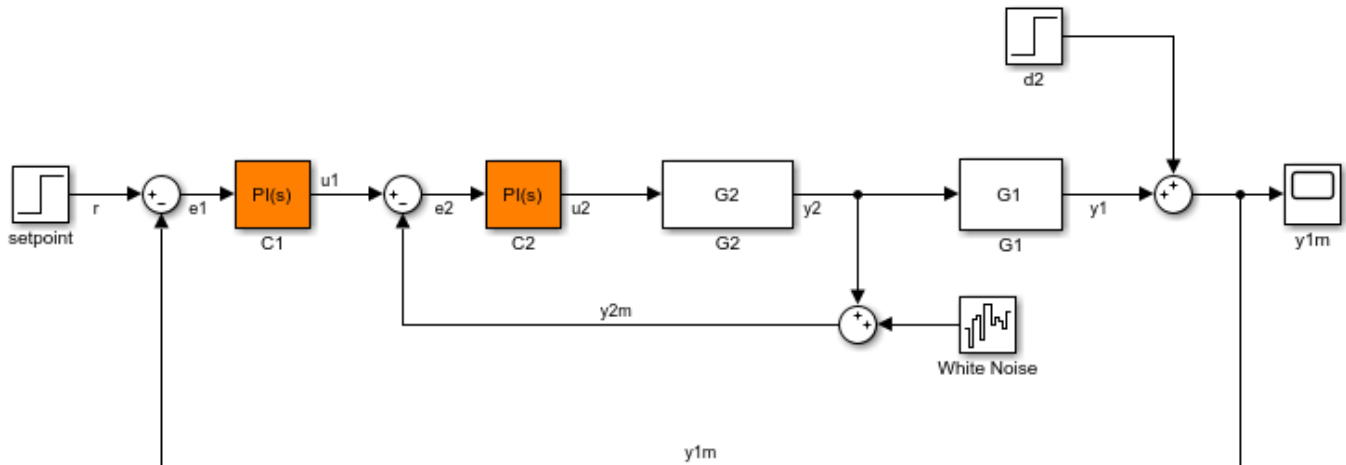 d2
setpoint
r
e1
PI(s)
C1
u1
e2
PI(s)
C2
u2
G2
G2
y2
G1
G1
y1
y1m
y2m
White Noise
y1m